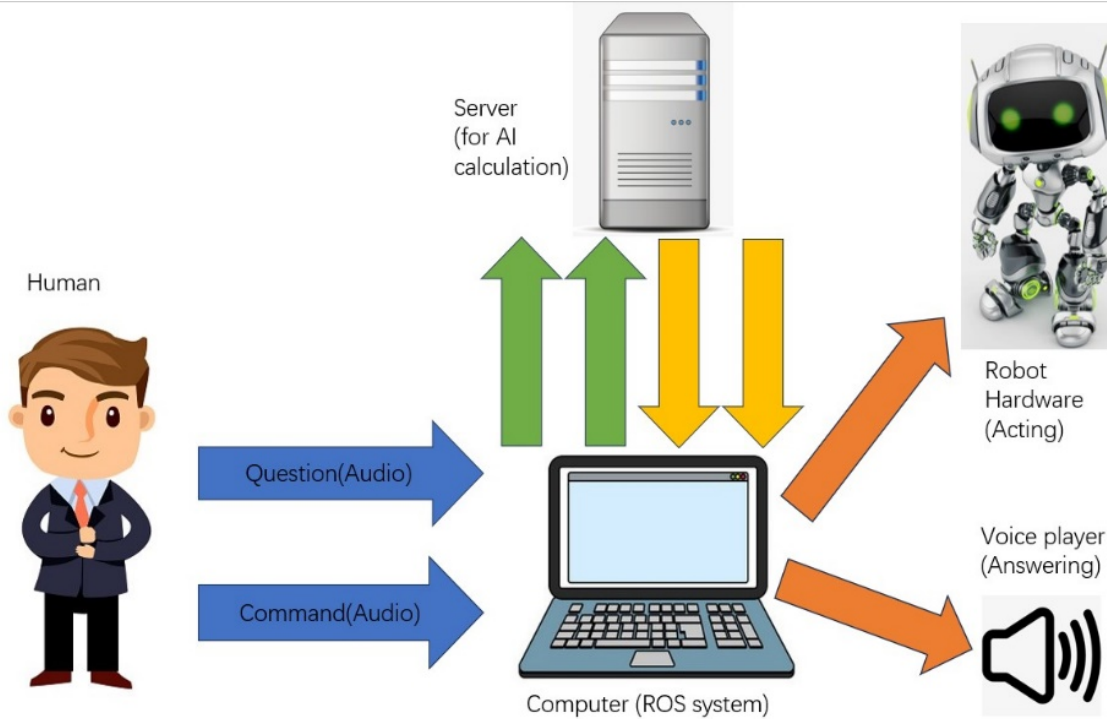 Server
(for AI
calculation)
Human
Robot
Hardware
(Acting)
Question(Audio)
Voice player
(Answering)
Command(Audio)
Computer (ROS system)